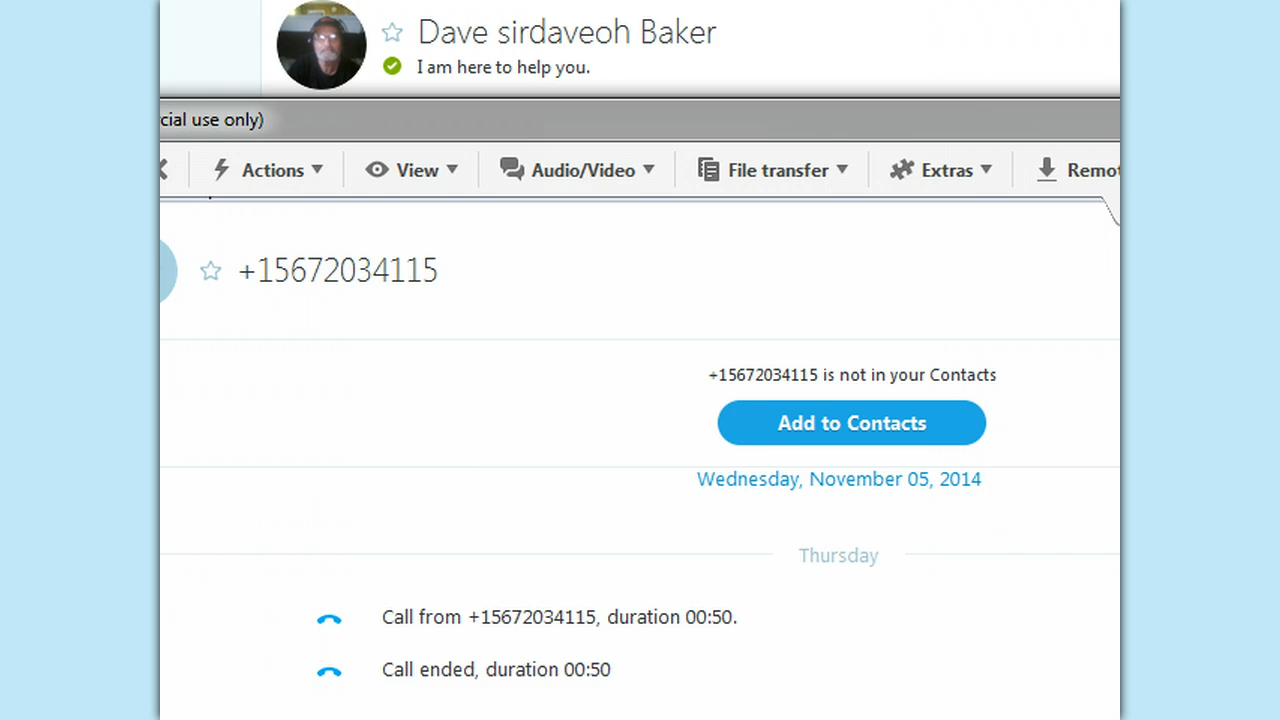 Dave sirdaveoh Baker
I am here to help you.
cial use only)
Actions View Audio/Video File transfer Extras Remot
+15672034115
+15672034115 is not in your Contacts
Add to Contacts
Wednesday, November 05, 2014
Thursday
Call from +15672034115, duration 00:50.
Call ended, duration 00:50